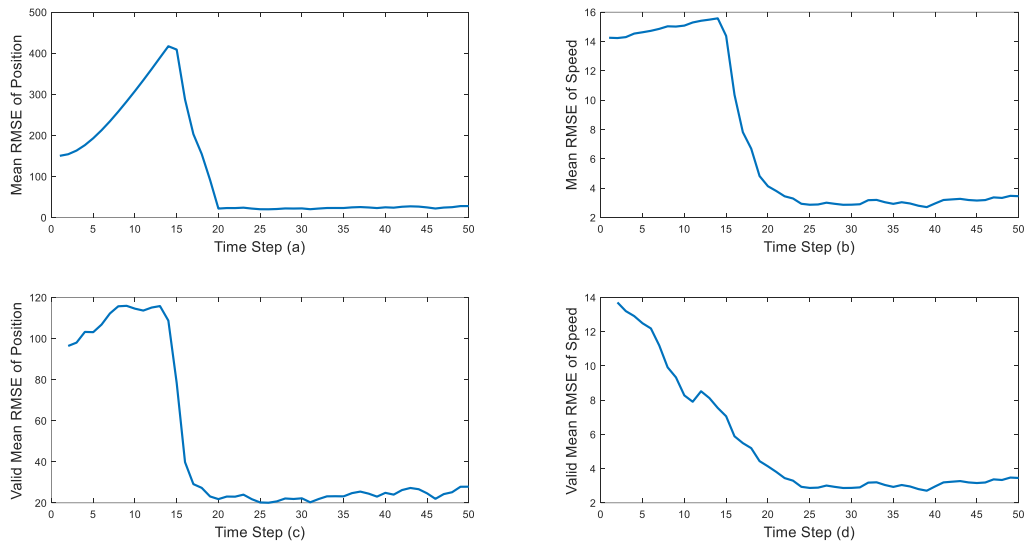 500
400
300
200
100
0
0 5 10 15 20 25 30 35 40 45 50
Mean RMSE of Position
Time Step (a)
16
14
12
10
8
6
4
2
0 5 10 15 20 25 30 35 40 45 50
Mean RMSE of Speed
Time Step (b)
120
100
80
60
40
20
0 5 10 15 20 25 30 35 40 45 50
Valid Mean RMSE of Position
Time Step (c)
14
12
10
8
6
4
2
0 5 10 15 20 25 30 35 40 45 50
Valid Mean RMSE of Speed
Time Step (d)